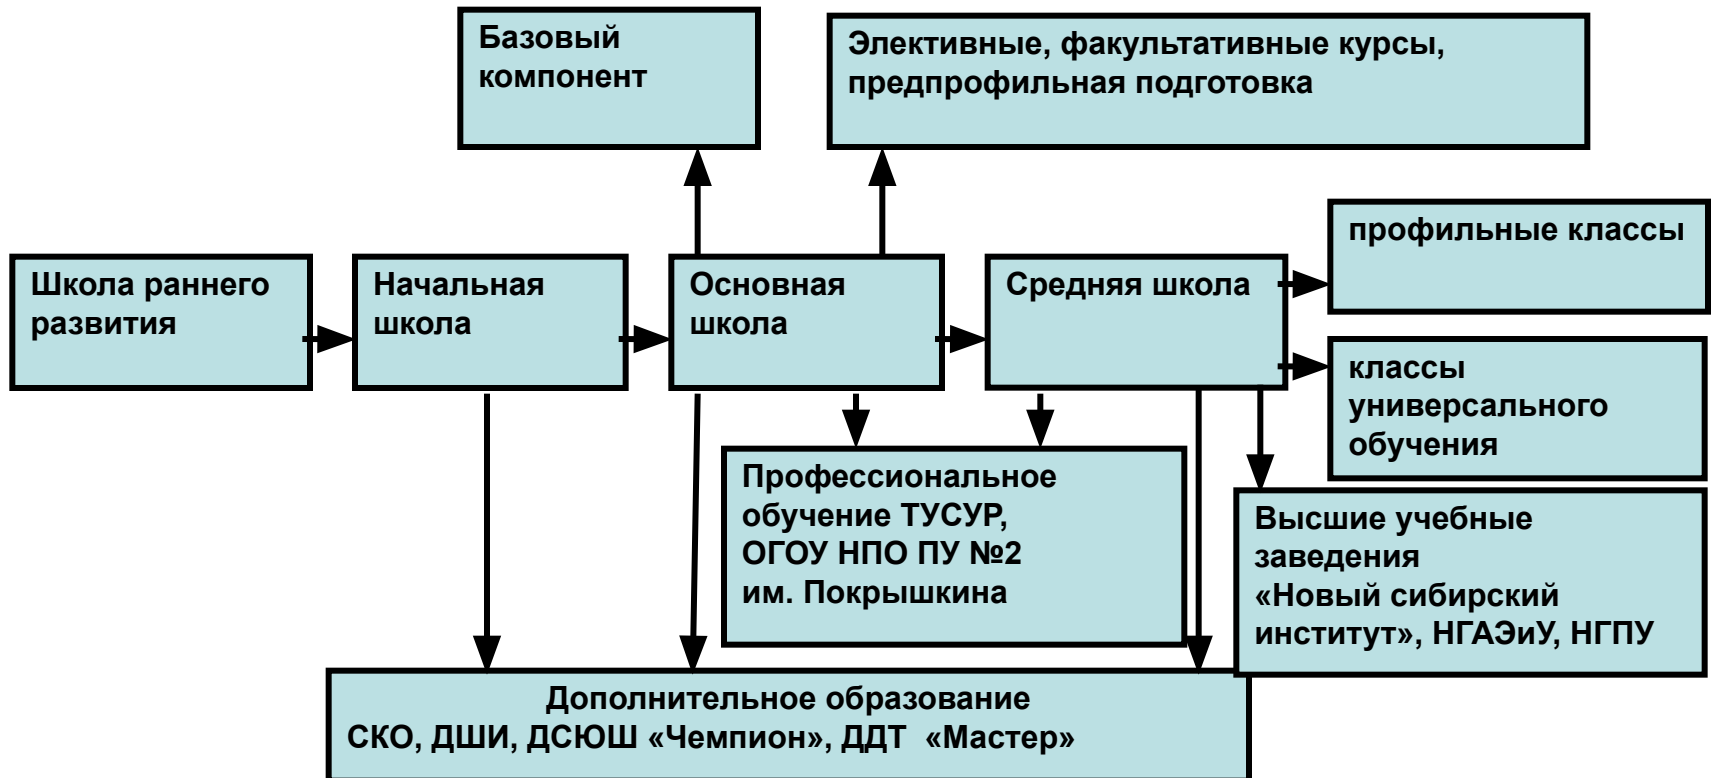 Базовый
компонент
Элективные, факультативные курсы,
предпрофильная подготовка
профильные классы
Школа раннего
развития
Начальная
школа
Основная
школа
Средняя школа
классы
универсального
обучения
Профессиональное
обучение ТУСУР,
ОГОУ НПО ПУ №2
им. Покрышкина
Высшие учебные
заведения
«Новый сибирский
институт», НГАЭиУ, НГПУ
Дополнительное образование
СКО, ДШИ, ДСЮШ «Чемпион», ДДТ «Мастер»